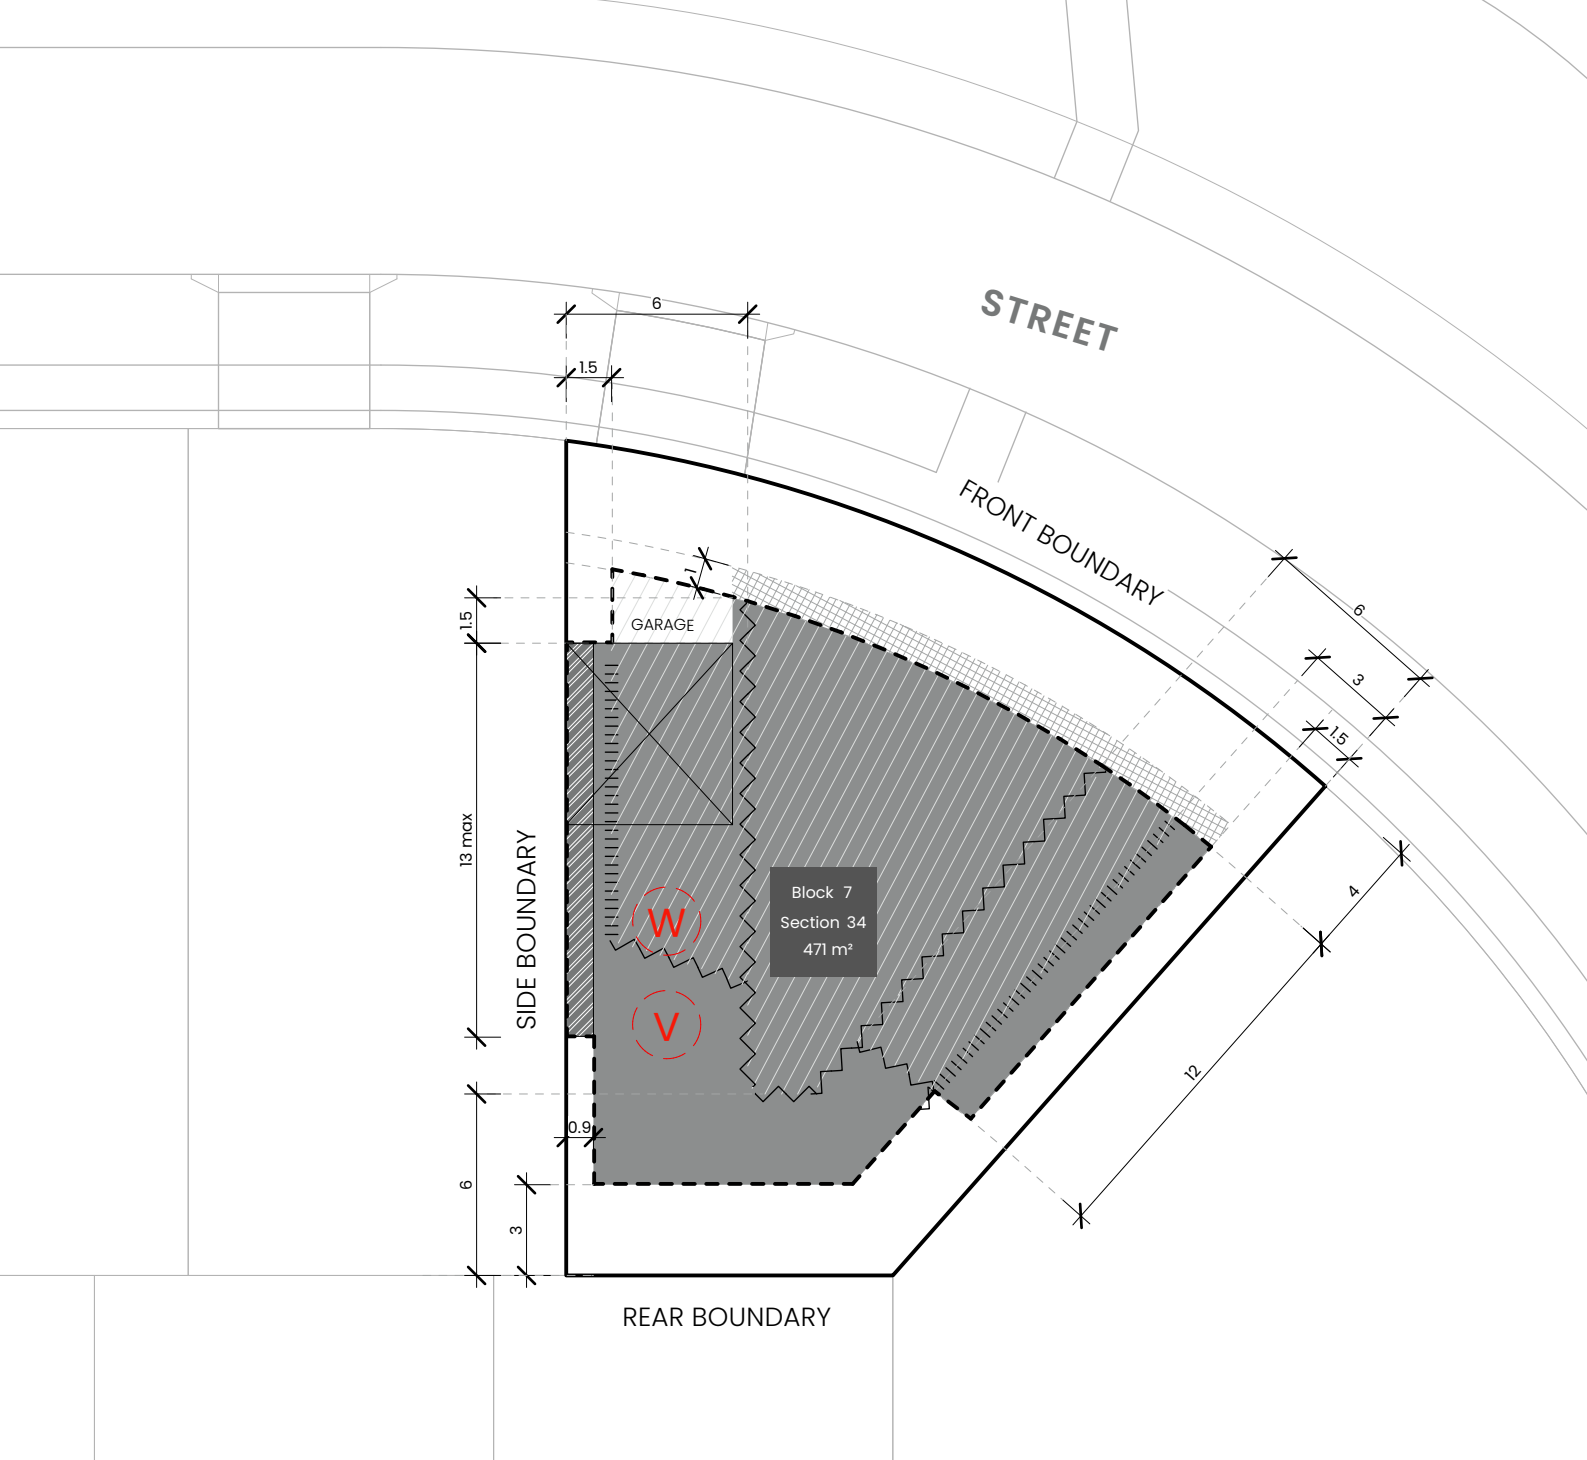 STREET
6
1.5
FRONT BOUNDARY
1
6
1.5
GARAGE
3
1.5
13 max
SIDE BOUNDARY
W
V
Block 7
Section 34
471 m²
4
12
0.9
6
3
REAR BOUNDARY